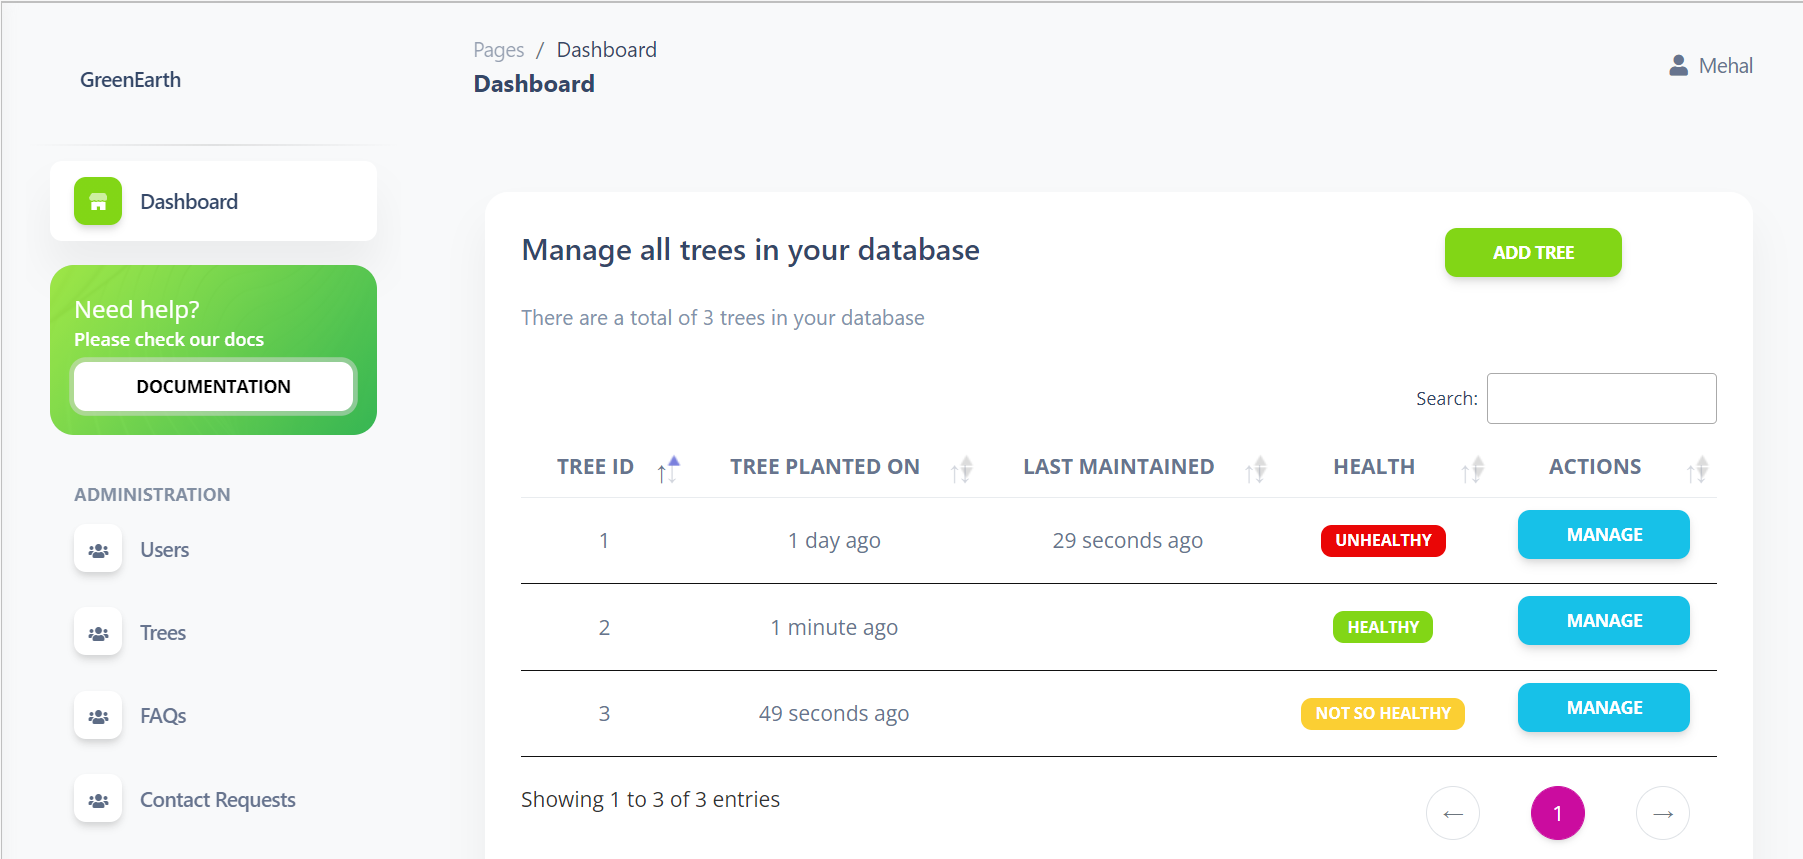 GreenEarth
Pages / Dashboard
Dashboard
Mehal
Dashboard
Need help?
Please check our docs
DOCUMENTATION
ADMINISTRATION
Users
Trees
FAQs
Contact Requests
Manage all trees in your database
ADD TREE
There are a total of 3 trees in your database
Search:
TREE ID TREE PLANTED ON LAST MAINTAINED HEALTH ACTIONS
1 1 day ago 29 seconds ago UNHEALTHY MANAGE
2 1 minute ago HEALTHY MANAGE
3 49 seconds ago NOT SO HEALTHY MANAGE
Showing 1 to 3 of 3 entries
← 1 →